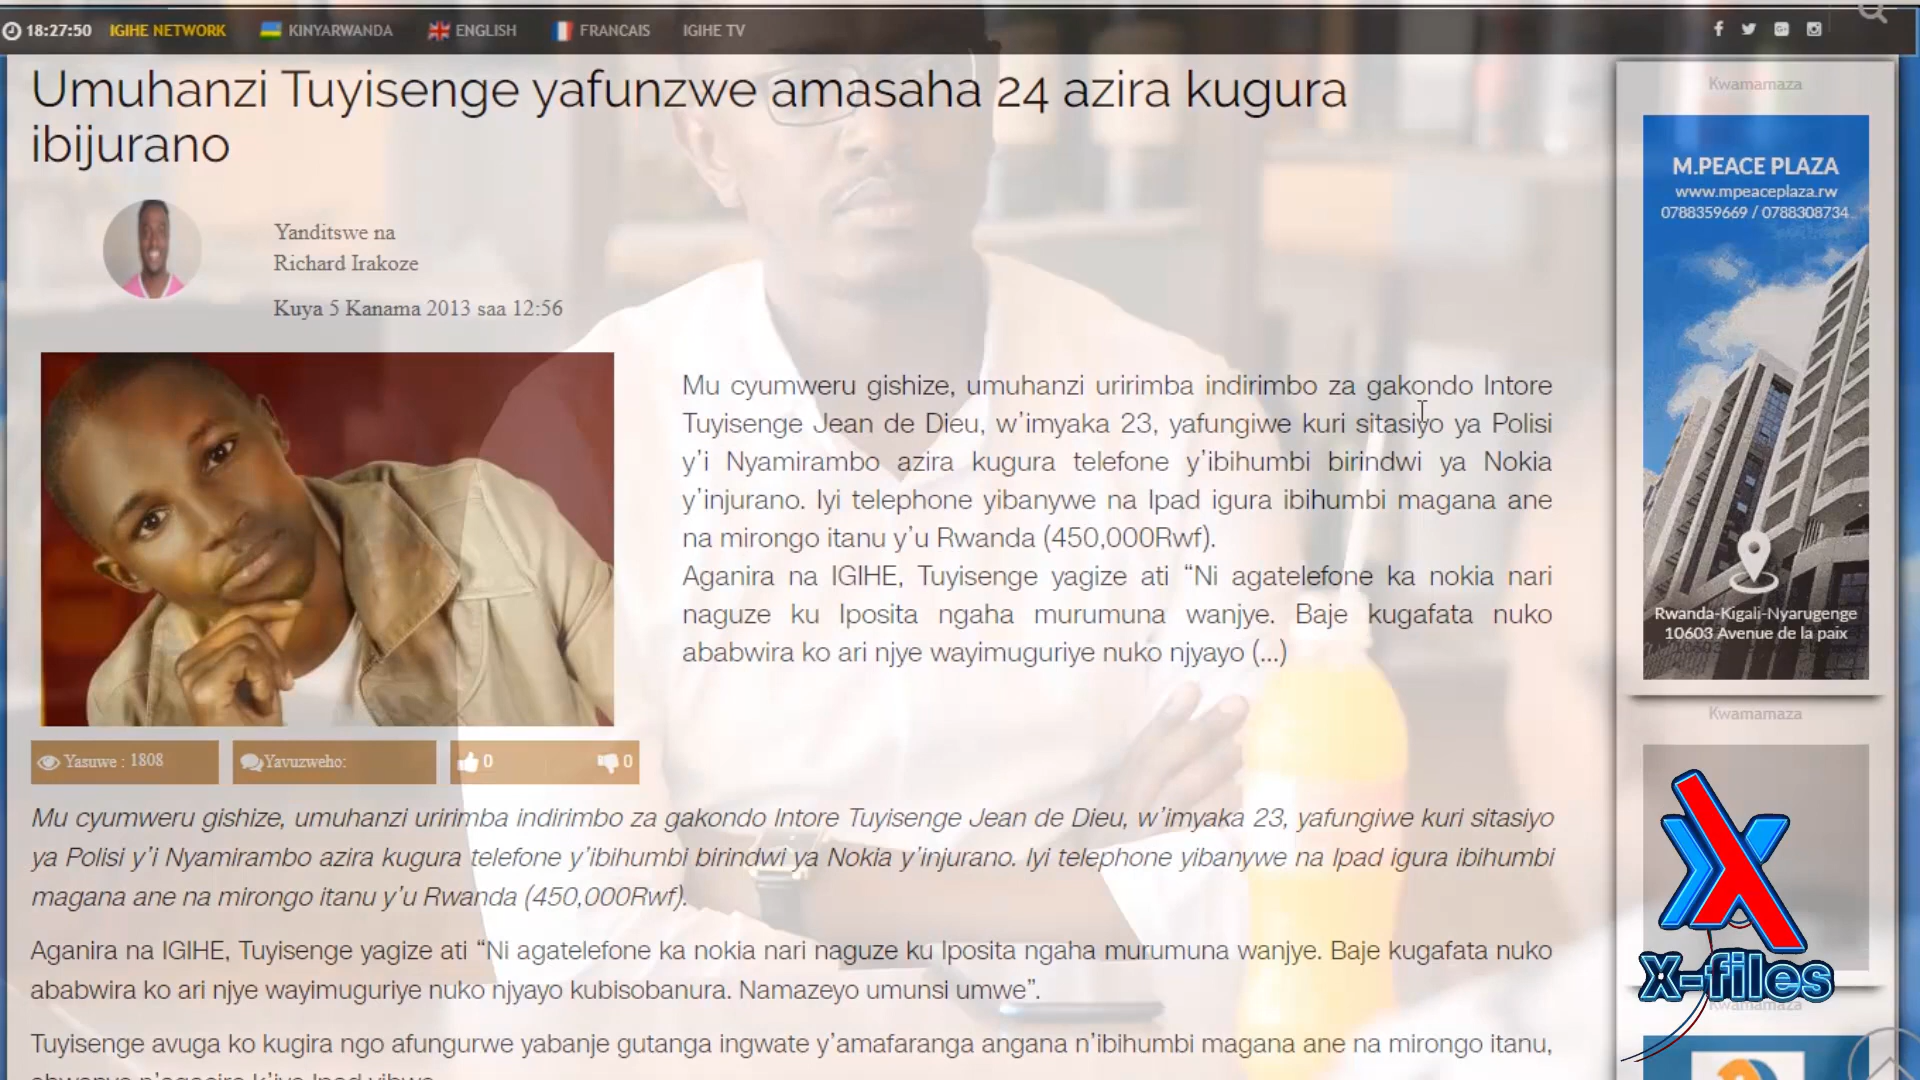 18:27:50 IGIHE NETWORK KINYARWANDA ENGLISH FRANCAIS IGIHE TV
Umuhanzi Tuyisenge yafunzwe amasaha 24 azira kugura
ibijurano
Yanditswe na
Richard Irakoze
Kuya 5 Kanama 2013 saa 12:56
Mu cyumweru gishize, umuhanzi uririmba indirimbo za gakondo Intore
Tuyisenge Jean de Dieu, w'imyaka 23, yafungiwe kuri sitasiyo ya Polisi
y'i Nyamirambo azira kugura telefone y'ibihumbi birindwi ya Nokia
y'injurano. Iyi telephone yibanywe na Ipad igura ibihumbi magana ane
na mirongo itanu y'u Rwanda (450,000Rwf).
Aganira na IGIHE, Tuyisenge yagize ati “Ni agatelefone ka nokia nari
naguze ku Iposita ngaha murumuna wanjye. Baje kugafata nuko
ababwira ko ari njye wayimuguriye nuko njyayo (...)
Yasuwe : 1808 Yavuzweho: 0 0
Mu cyumweru gishize, umuhanzi uririmba indirimbo za gakondo Intore Tuyisenge Jean de Dieu, w'imyaka 23, yafungiwe kuri sitasiyo
ya Polisi y'i Nyamirambo azira kugura telefone y'ibihumbi birindwi ya Nokia y'injurano. Iyi telephone yibanywe na Ipad igura ibihumbi
magana ane na mirongo itanu y'u Rwanda (450,000Rwf).
Aganira na IGIHE, Tuyisenge yagize ati “Ni agatelefone ka nokia nari naguze ku Iposita ngaha murumuna wanjye. Baje kugafata nuko
ababwira ko ari njye wayimuguriye nuko njyayo kubisobanura. Namazeyo umunsi umwe”.
Tuyisenge avuga ko kugira ngo afungurwe yabanje gutanga ingwate y'amafaranga angana n'ibihumbi magana ane na mirongo itanu,
Kwamamaza
M.PEACE PLAZA
www.mpeaceplaza.rw
0788359669 / 0788308734
Rwanda-Kigali-Nyarugenge
10603 Avenue de la paix
Kwamamaza
X-files
Kwamamaza